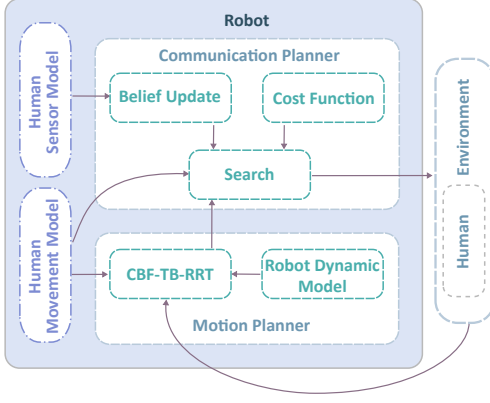 Robot
Communication Planner
Human
Sensor Model
Belief Update
Cost Function
Search
Environment
Human
Human
Movement Model
CBF-TB-RRT
Robot Dynamic
Model
Motion Planner